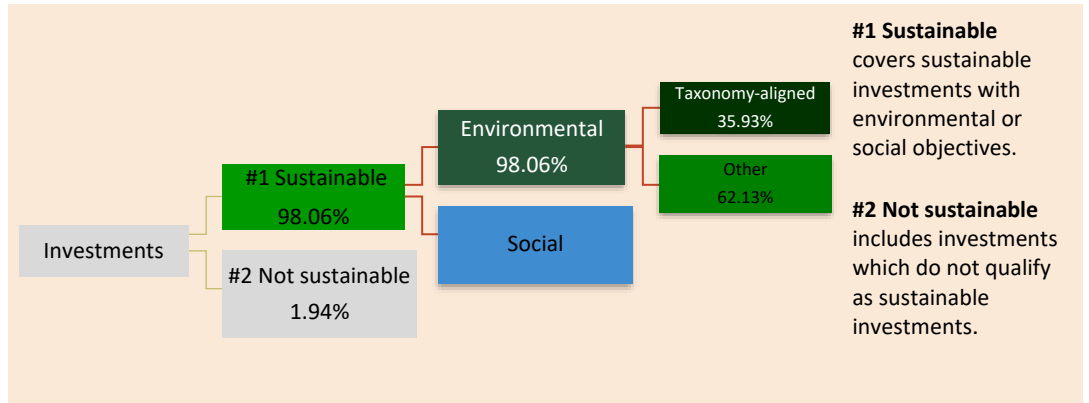 Investments
#1 Sustainable
98.06%
#2 Not sustainable
1.94%
Environmental
98.06%
Social
Taxonomy-aligned
35.93%
Other
62.13%
#1 Sustainable
covers sustainable
investments with
environmental or
social objectives.
#2 Not sustainable
includes investments
which do not qualify
as sustainable
investments.